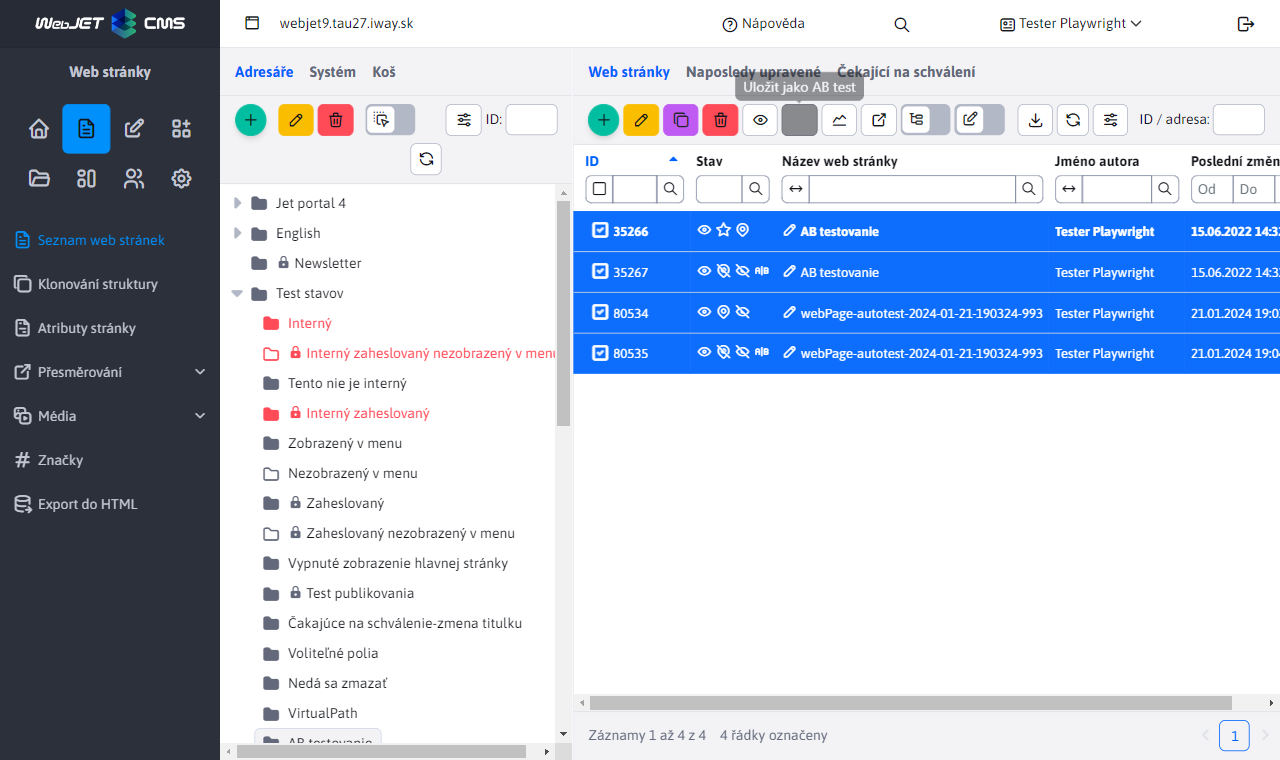 WebJET CMS
webjet9.tau27.iway.sk
Nápověda
Tester Playwright
Web stránky
Seznam web stránek
Klonování struktury
Atributy stránky
Přesměrování
Média
Značky
Export do HTML
Adresáře Systém Koš
ID:
Jet portal 4
English
Newsletter
Test stavov
Interný
Interný zaheslovaný nezobrazený v menu
Tento nie je interný
Interný zaheslovaný
Zobrazený v menu
Nezobrazený v menu
Zaheslovaný
Zaheslovaný nezobrazený v menu
Vypnuté zobrazenie hlavnej stránky
Test publikovania
Čakajúce na schválenie-zmena titulku
Voliteľné polia
Nedá sa zmazať
VirtualPath
AB testovanie
Web stránky Naposledy upravené Čekající na schválení
Uložit jako AB test
ID / adresa:
ID Stav Název web stránky Jméno autora Poslední změn
Od Do
35266 AB testovanie Tester Playwright 15.06.2022 14:3
35267 A|B AB testovanie Tester Playwright 15.06.2022 14:3
80534 webPage-autotest-2024-01-21-190324-993 Tester Playwright 21.01.2024 19:0
80535 A|B webPage-autotest-2024-01-21-190324-993 Tester Playwright 21.01.2024 19:04
Záznamy 1 až 4 z 4 4 řádky označeny
1